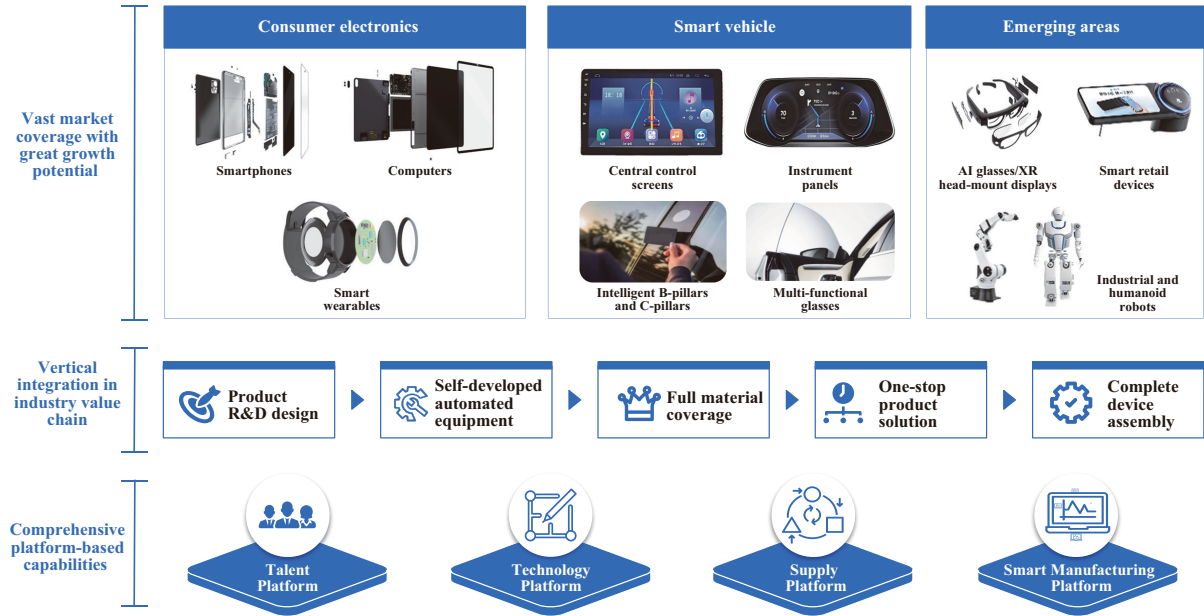 Consumer electronics
Smart vehicle
Emerging areas
Vast market
coverage with
great growth
potential
Smartphones
Computers
Smart
wearables
Central control
screens
Instrument
panels
Intelligent B-pillars
and C-pillars
Multi-functional
glasses
AI glasses/XR
head-mount displays
Smart retail
devices
Industrial and
humanoid
robots
Vertical
integration in
industry value
chain
Product
R&D design
Self-developed
automated
equipment
Full material
coverage
One-stop
product
solution
Complete
device
assembly
Comprehensive
platform-based
capabilities
Talent
Platform
Technology
Platform
Supply
Platform
Smart Manufacturing
Platform